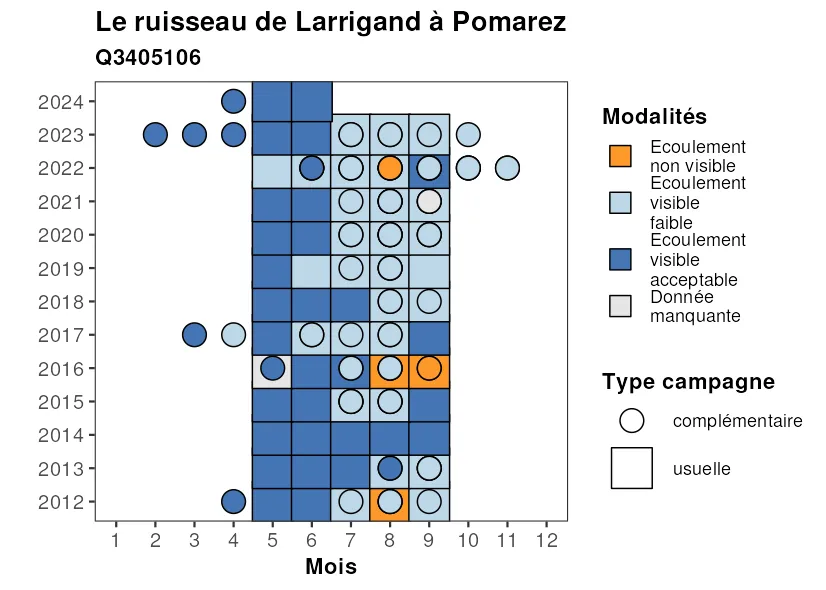 Le ruisseau de Larrigand à Pomarez
Q3405106
2024
2023
2022
2021
2020
2019
2018
2017
2016
2015
2014
2013
2012
1 2 3 4 5 6 7 8 9 10 11 12
Mois
Modalités
Ecoulement
non visible
Ecoulement
visible
faible
Ecoulement
visible
acceptable
Donnée
manquante
Type campagne
complémentaire
usuelle